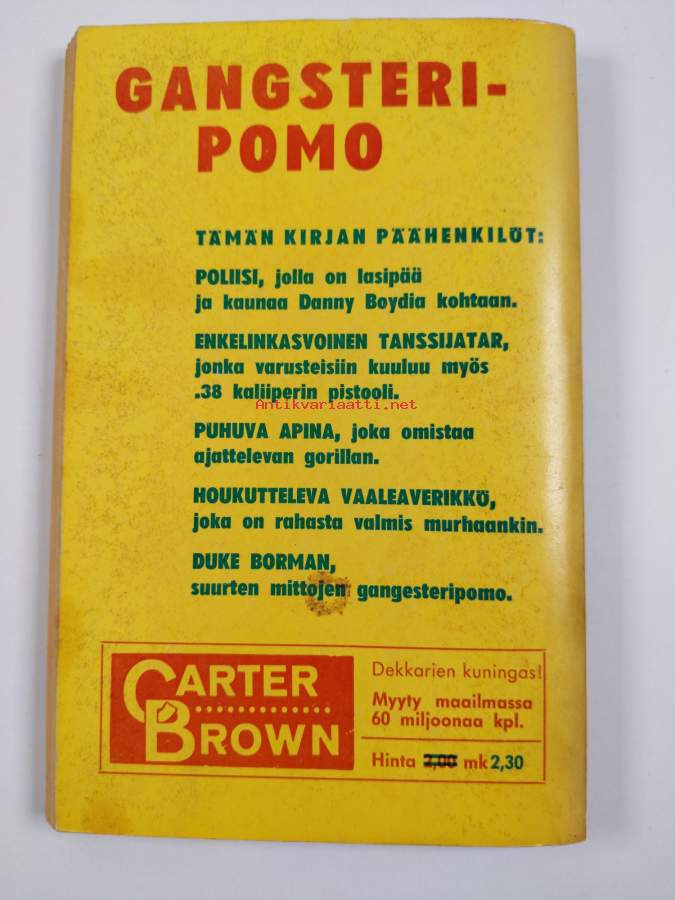 GANGSTERI-
POMO
TÄMÄN KIRJAN PÄÄHENKILÖT:
POLIISI, jolla on lasipää
ja kaunaa Danny Boydia kohtaan.
ENKELINKASVOINEN TANSSIJATAR,
jonka varusteisiin kuuluu myös
.38 kaliiperin pistooli.
Antikvariaatti.net
PUHUVA APINA, joka omistaa
ajattelevan gorillan.
HOUKUTTELEVA VAALEAVERIKKÖ,
joka on rahasta valmis murhaankin.
DUKE BORMAN,
suurten mittojen gangesteripomo.
CARTER
BROWN
Dekkarien kuningas!
Myyty maailmassa
60 miljoonaa kpl.
Hinta 2,00 mk 2,30